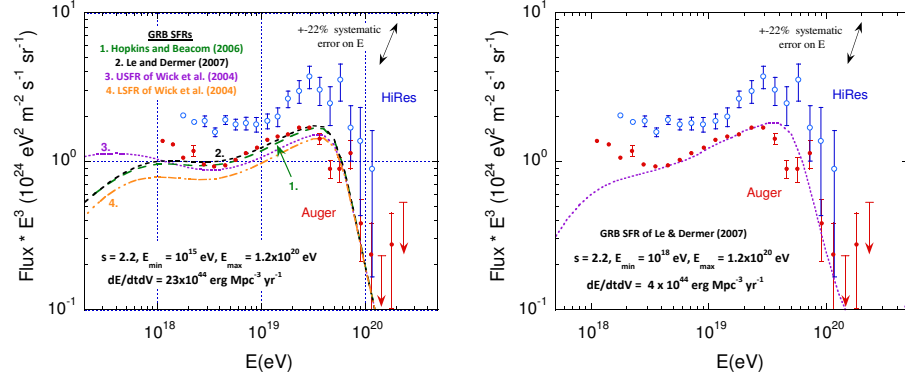 GRB SFRs
1. Hopkins and Beacom (2006)
2. Le and Dermer (2007)
3. USFR of Wick et al. (2004)
4. LSFR of Wick et al. (2004)
+-22% systematic
error on E
HiRes
3.
2.
1.
4.
Auger
s = 2.2, E_min = 10^15 eV, E_max = 1.2x10^20 eV
dE/dtdV = 23x10^44 erg Mpc^-3 yr^-1
Flux * E^3 (10^24 eV^2 m^-2 s^-1 sr^-1)
10^1
10^0
10^-1
10^18
10^19
10^20
E(eV)
+-22% systematic
error on E
HiRes
Auger
GRB SFR of Le & Dermer (2007)
s = 2.2, E_min = 10^18 eV, E_max = 1.2x10^20 eV
dE/dtdV = 4 x 10^44 erg Mpc^-3 yr^-1
Flux * E^3 (10^24 eV^2 m^-2 s^-1 sr^-1)
10^1
10^0
10^-1
10^18
10^19
10^20
E(eV)